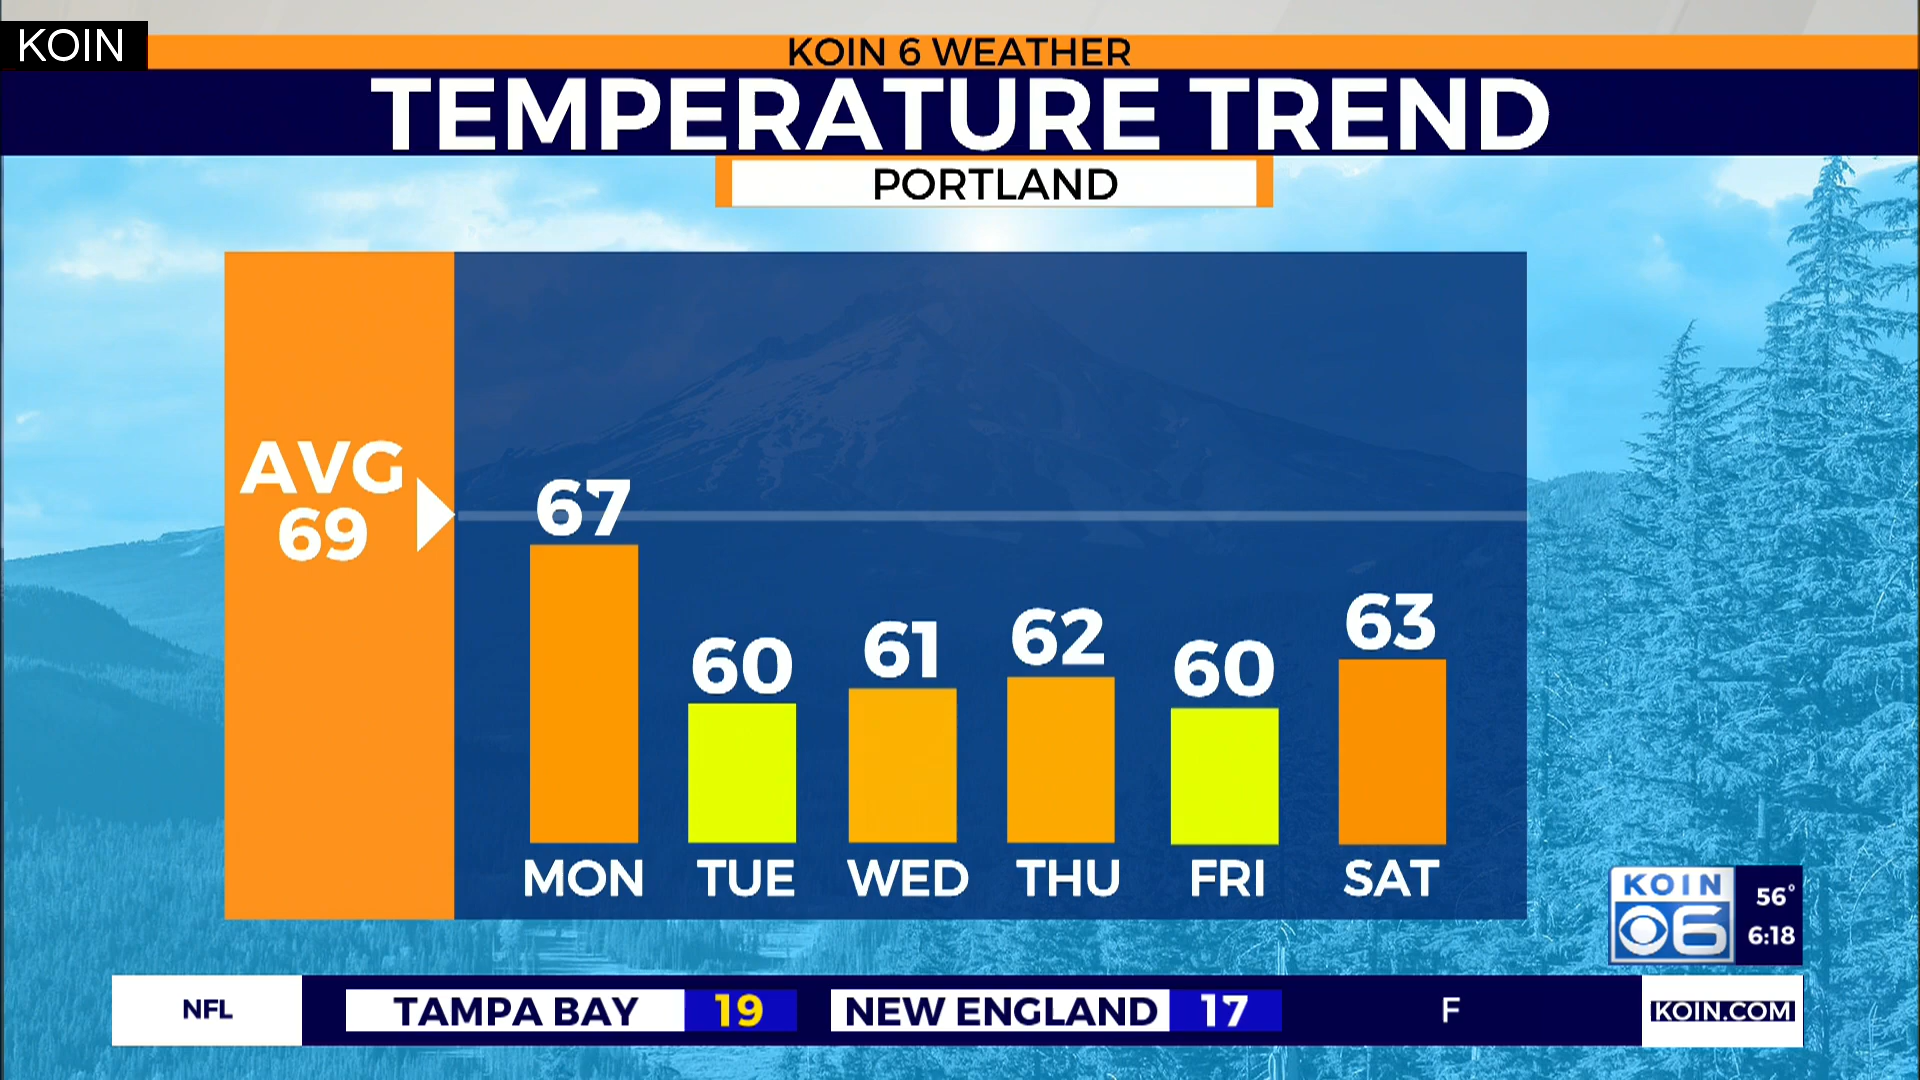 KOIN
KOIN 6 WEATHER
TEMPERATURE TREND
PORTLAND
AVG
69
67
60
61
62
60
63
MON TUE WED THU FRI SAT
KOIN
6
56°
6:18
NFL TAMPA BAY 19 NEW ENGLAND 17 F KOIN.COM